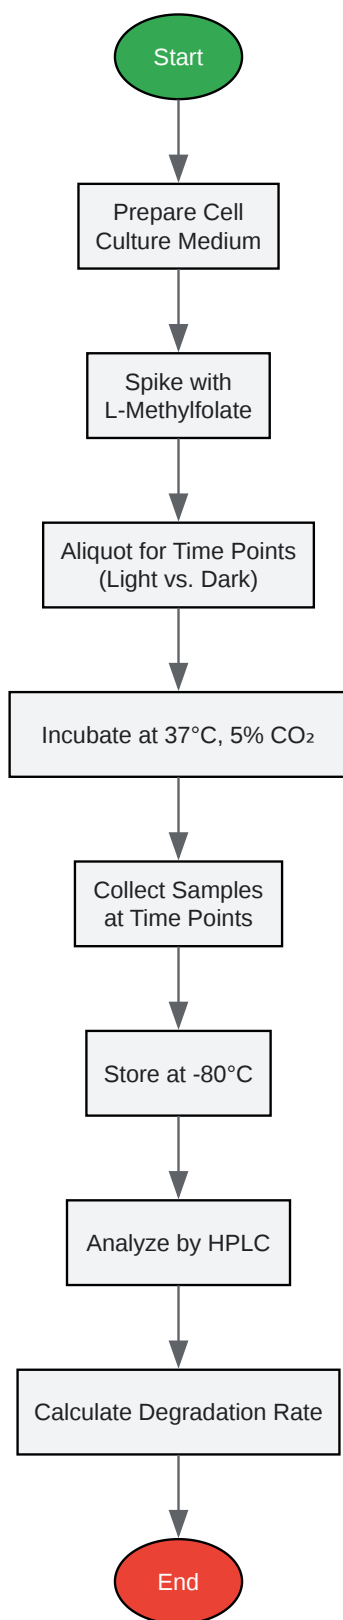 Start
Prepare Cell
Culture Medium
Spike with
L-Methylfolate
Aliquot for Time Points
(Light vs. Dark)
Incubate at 37°C, 5% CO₂
Collect Samples
at Time Points
Store at -80°C
Analyze by HPLC
Calculate Degradation Rate
End